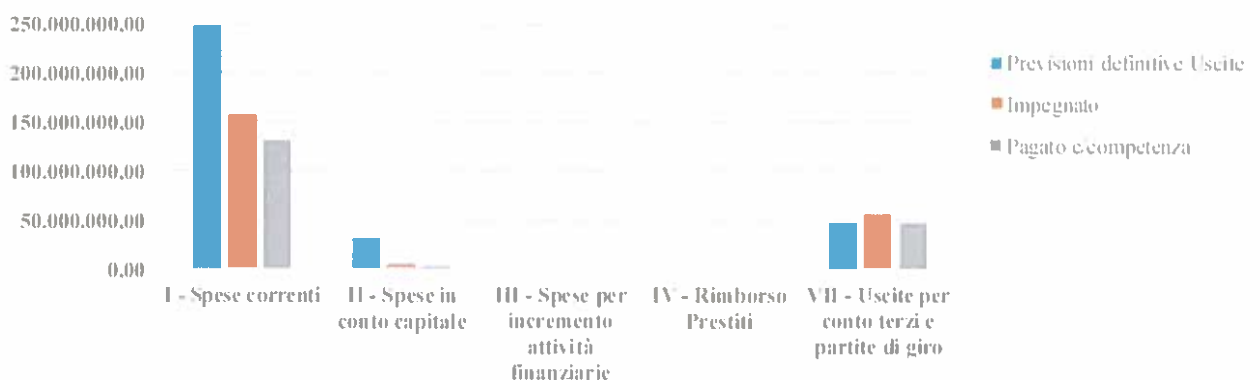 250.000.000,00
200.000.000,00
150.000.000,00
100.000.000,00
50.000.000,00
0,00
I - Spese correnti
II - Spese in
conto capitale
III - Spese per
incremento
attività
finanziarie
IV - Rimborso
Prestiti
VII - Uscite per
conto terzi e
partite di giro
Previsioni definitive Uscite
Impegnato
Pagato c/competenza